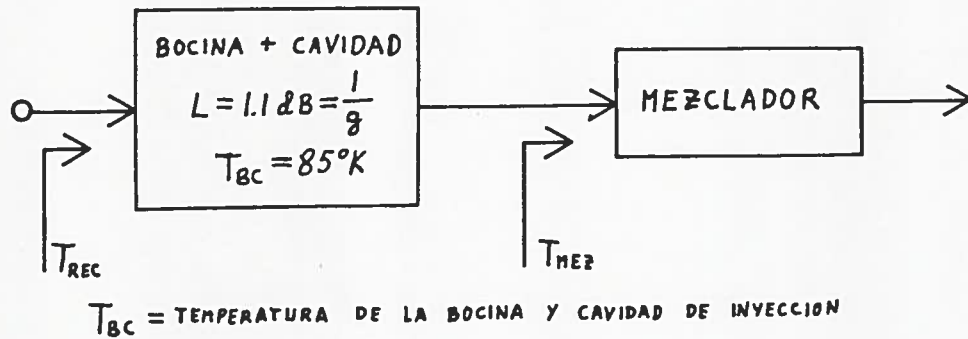 BOCINA + CAVIDAD
L = 1.1 dB = 1/g
T_BC = 85°K
MEZCLADOR
T_REC
T_MEZ
T_BC = TEMPERATURA DE LA BOCINA Y CAVIDAD DE INYECCION